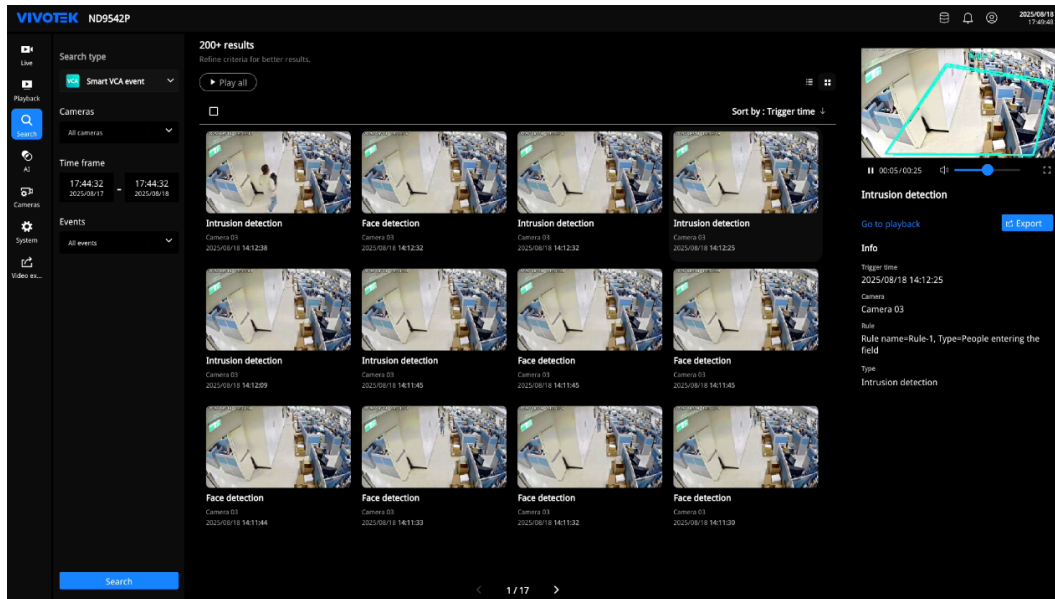 VIVOTEK ND9542P
2025/08/18
17:49:48
Live
Playback
Search
AI
Cameras
System
Video ex...
Search type
VCA Smart VCA event
Cameras
All cameras
Time frame
17:44:32 - 17:44:32
2025/08/17 2025/08/18
Events
All events
Search
200+ results
Refine criteria for better results.
Play all
Sort by : Trigger time ↓
Intrusion detection
Camera 03
2025/08/18 14:12:38
Face detection
Camera 03
2025/08/18 14:12:32
Intrusion detection
Camera 03
2025/08/18 14:12:32
Intrusion detection
Camera 03
2025/08/18 14:12:25
Intrusion detection
Camera 03
2025/08/18 14:12:09
Intrusion detection
Camera 03
2025/08/18 14:11:45
Face detection
Camera 03
2025/08/18 14:11:45
Face detection
Camera 03
2025/08/18 14:11:45
Face detection
Camera 03
2025/08/18 14:11:44
Face detection
Camera 03
2025/08/18 14:11:33
Face detection
Camera 03
2025/08/18 14:11:32
Face detection
Camera 03
2025/08/18 14:11:30
1 / 17
00:05/00:25
Intrusion detection
Go to playback
Export
Info
Trigger time
2025/08/18 14:12:25
Camera
Camera 03
Rule
Rule name=Rule-1, Type=People entering the
field
Type
Intrusion detection